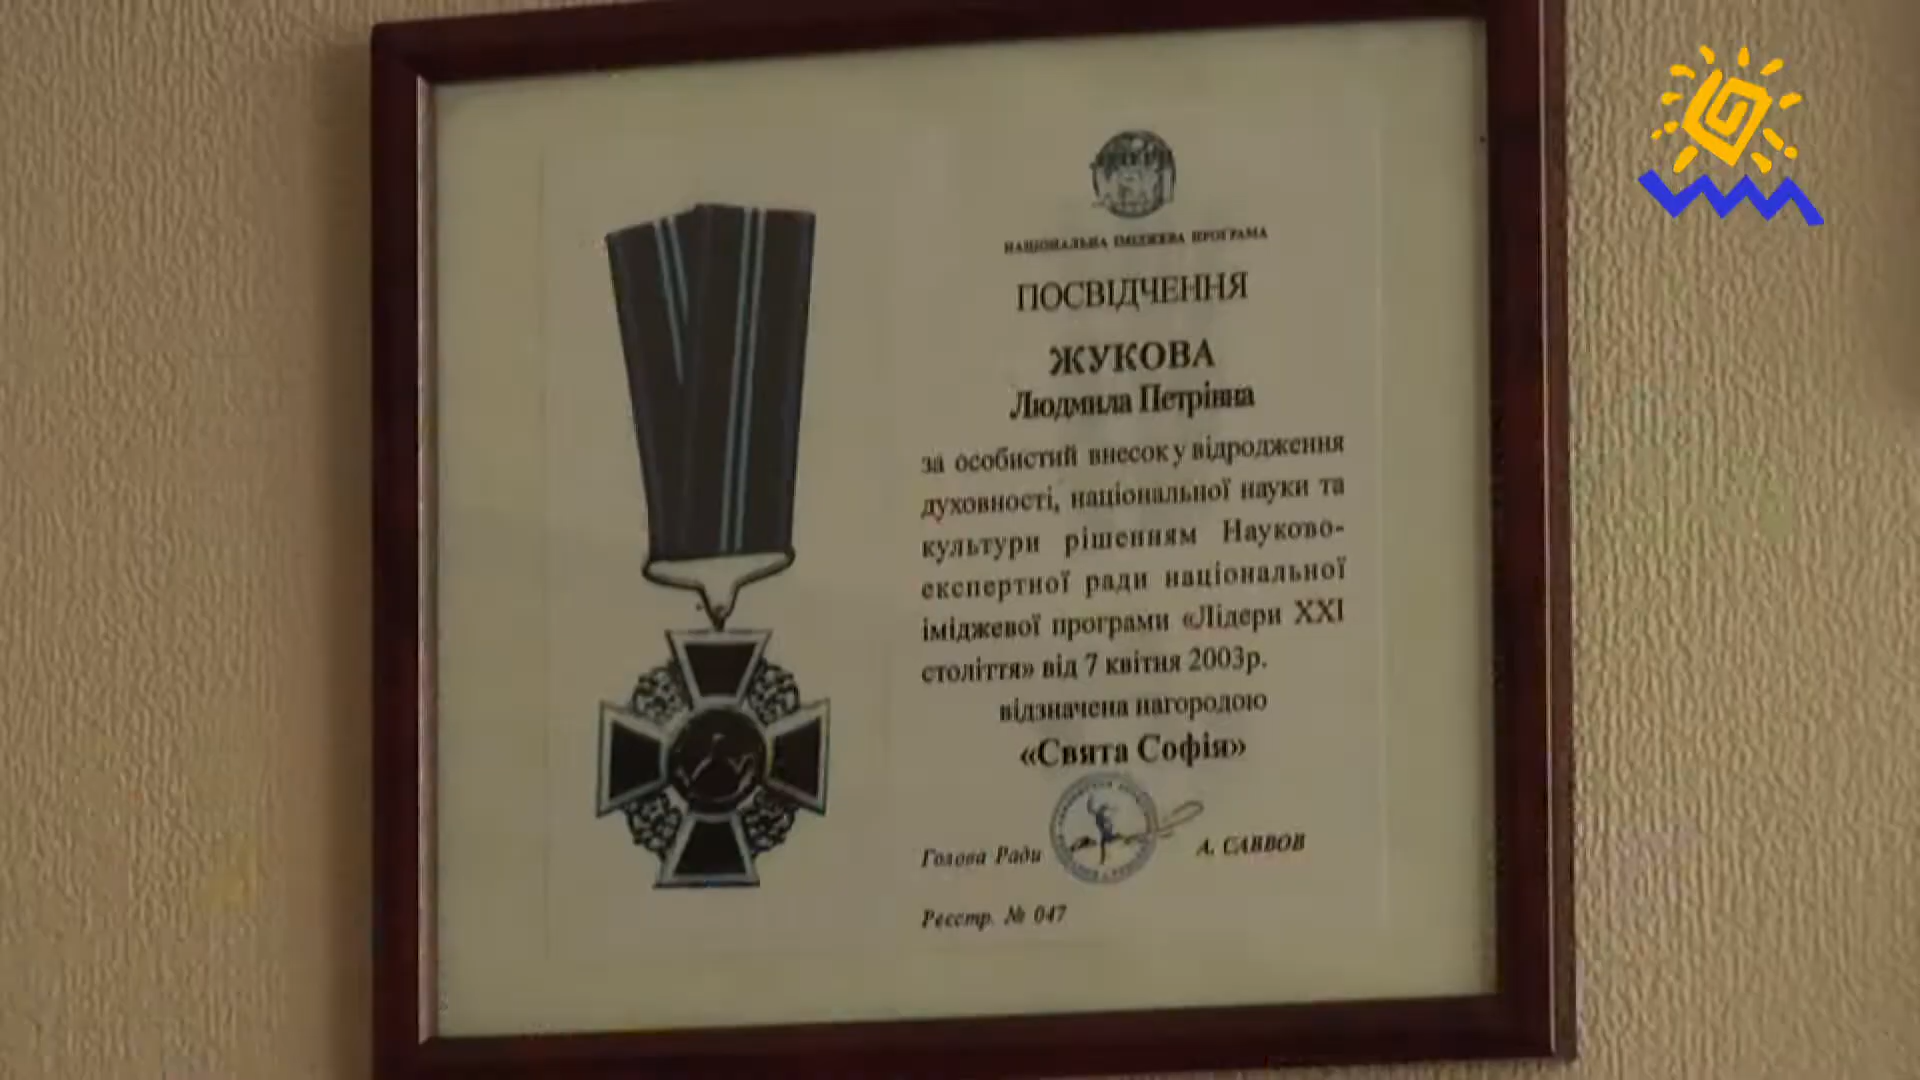 НАЦІОНАЛЬНА ІМІДЖЕВА ПРОГРАМА
ПОСВІДЧЕННЯ
ЖУКОВА
Людмила Петрівна
за особистий внесок у відродження
духовності, національної науки та
культури рішенням Науково-
експертної ради національної
іміджевої програми «Лідери XXI
століття» від 7 квітня 2003р.
відзначена нагородою
«Свята Софія»
Голова Ради А. САВВОВ
Реєстр. № 047